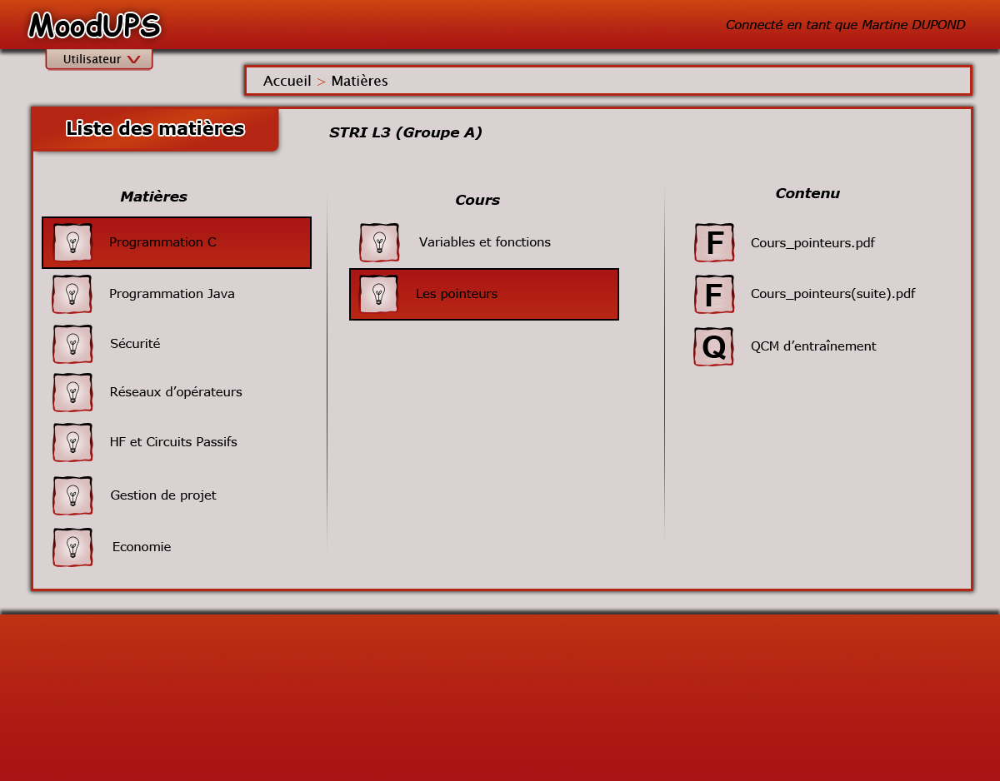 MoodUPS
Connecté en tant que Martine DUPOND
Utilisateur
Accueil > Matières
Liste des matières
STRI L3 (Groupe A)
Matières
Programmation C
Programmation Java
Sécurité
Réseaux d’opérateurs
HF et Circuits Passifs
Gestion de projet
Economie
Cours
Variables et fonctions
Les pointeurs
Contenu
F Cours_pointeurs.pdf
F Cours_pointeurs(suite).pdf
Q QCM d’entraînement